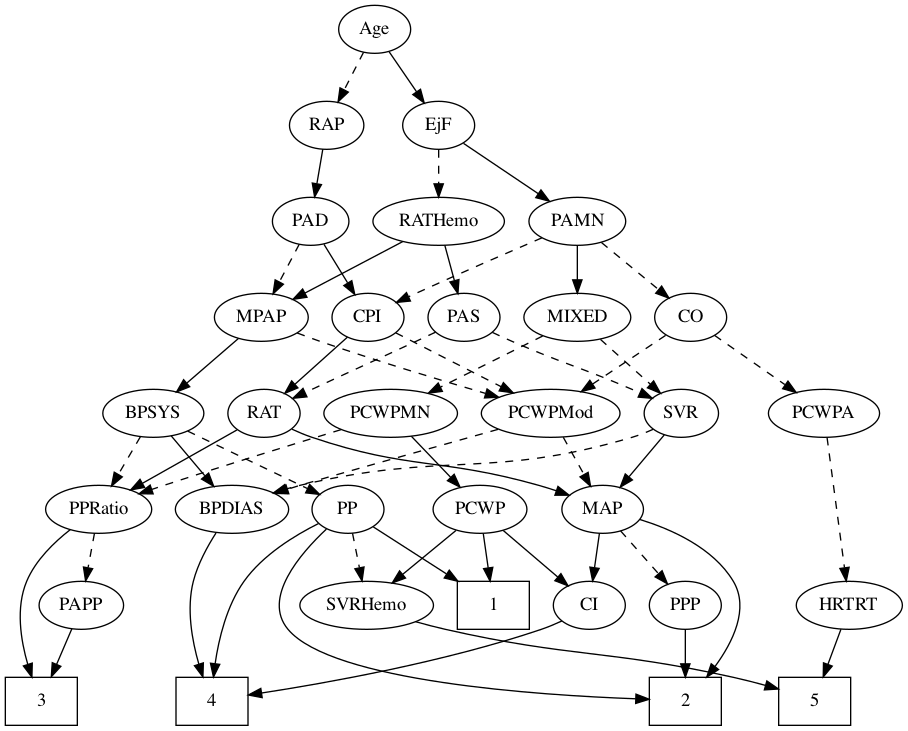 Age
RAP
EjF
PAD
RATHemo
PAMN
MPAP
CPI
PAS
MIXED
CO
BPSYS
RAT
PCWPMN
PCWPMod
SVR
PCWPA
PPRatio
BPDIAS
PP
PCWP
MAP
PAPP
SVRHemo
1
CI
PPP
HRTRT
3
4
2
5